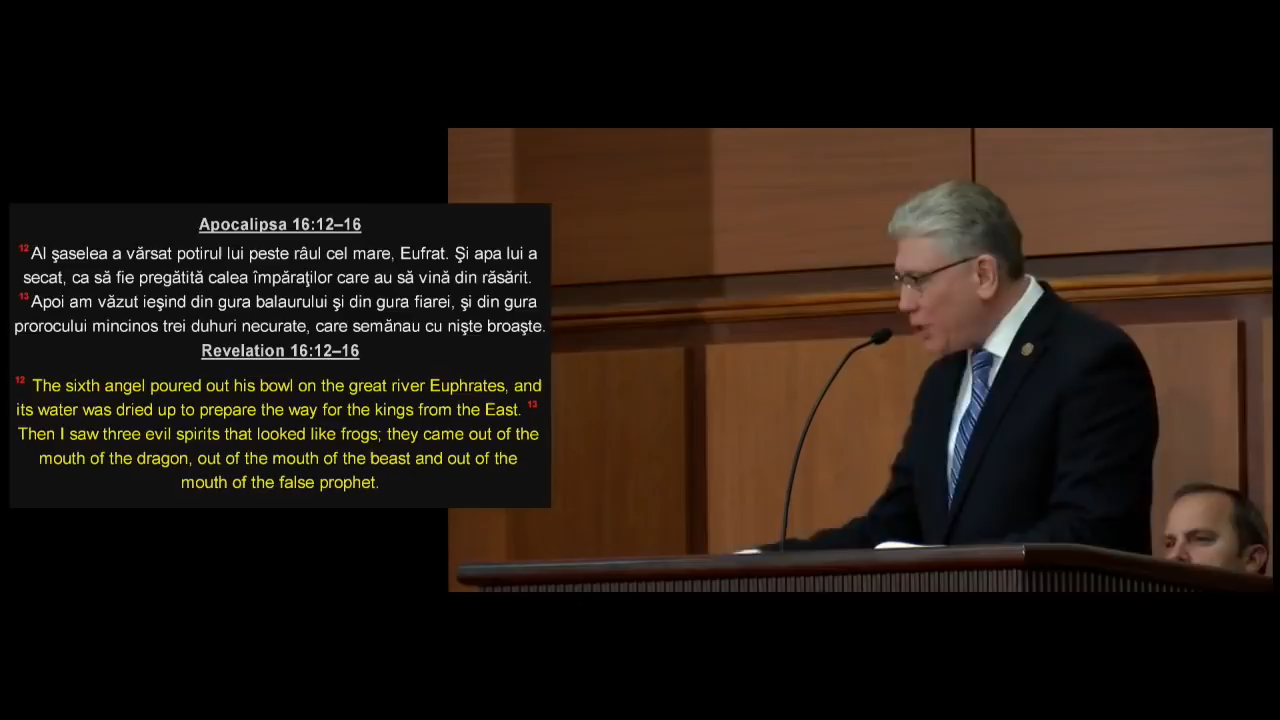 Apocalipsa 16:12–16
12 Al şaselea a vărsat potirul lui peste râul cel mare, Eufrat. Şi apa lui a
secat, ca să fie pregătită calea împăraţilor care au să vină din răsărit.
13 Apoi am văzut ieşind din gura balaurului şi din gura fiarei, şi din gura
prorocului mincinos trei duhuri necurate, care semănau cu nişte broaşte.
Revelation 16:12–16
12 The sixth angel poured out his bowl on the great river Euphrates, and
its water was dried up to prepare the way for the kings from the East. 13
Then I saw three evil spirits that looked like frogs; they came out of the
mouth of the dragon, out of the mouth of the beast and out of the
mouth of the false prophet.